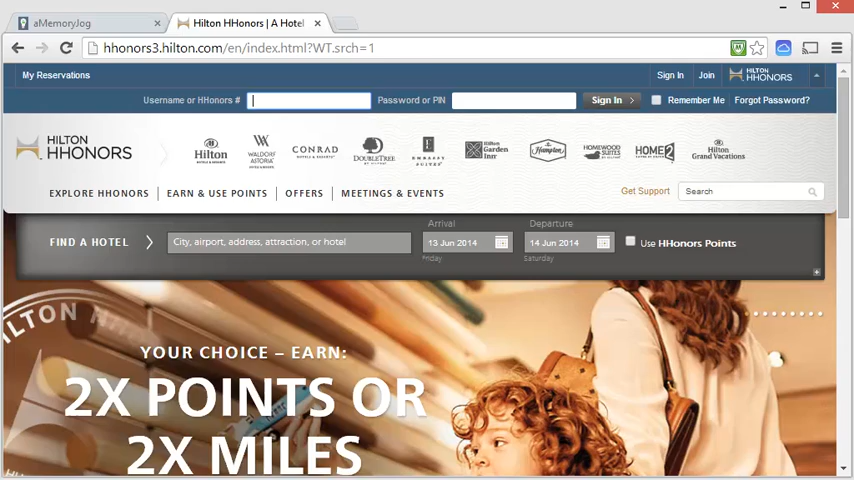 aMemoryJog
Hilton HHonors | A Hotel
hhonors3.hilton.com/en/index.html?WT.srch=1
My Reservations
Sign In
Join
HILTON HHONORS
Username or HHonors #
Password or PIN
Sign In
Remember Me
Forgot Password?
HILTON
HHONORS
Hilton
WALDORF
ASTORIA
CONRAD
DOUBLETREE
EMBASSY
SUITES
Hilton
Garden
Inn
Hampton
HOMEWOOD
SUITES
HOME2
Hilton
Grand Vacations
EXPLORE HHONORS
EARN & USE POINTS
OFFERS
MEETINGS & EVENTS
Get Support
Search
Arrival
Departure
FIND A HOTEL
City, airport, address, attraction, or hotel
13 Jun 2014
14 Jun 2014
Use HHonors Points
Friday
Saturday
YOUR CHOICE – EARN:
2X POINTS OR
2X MILES